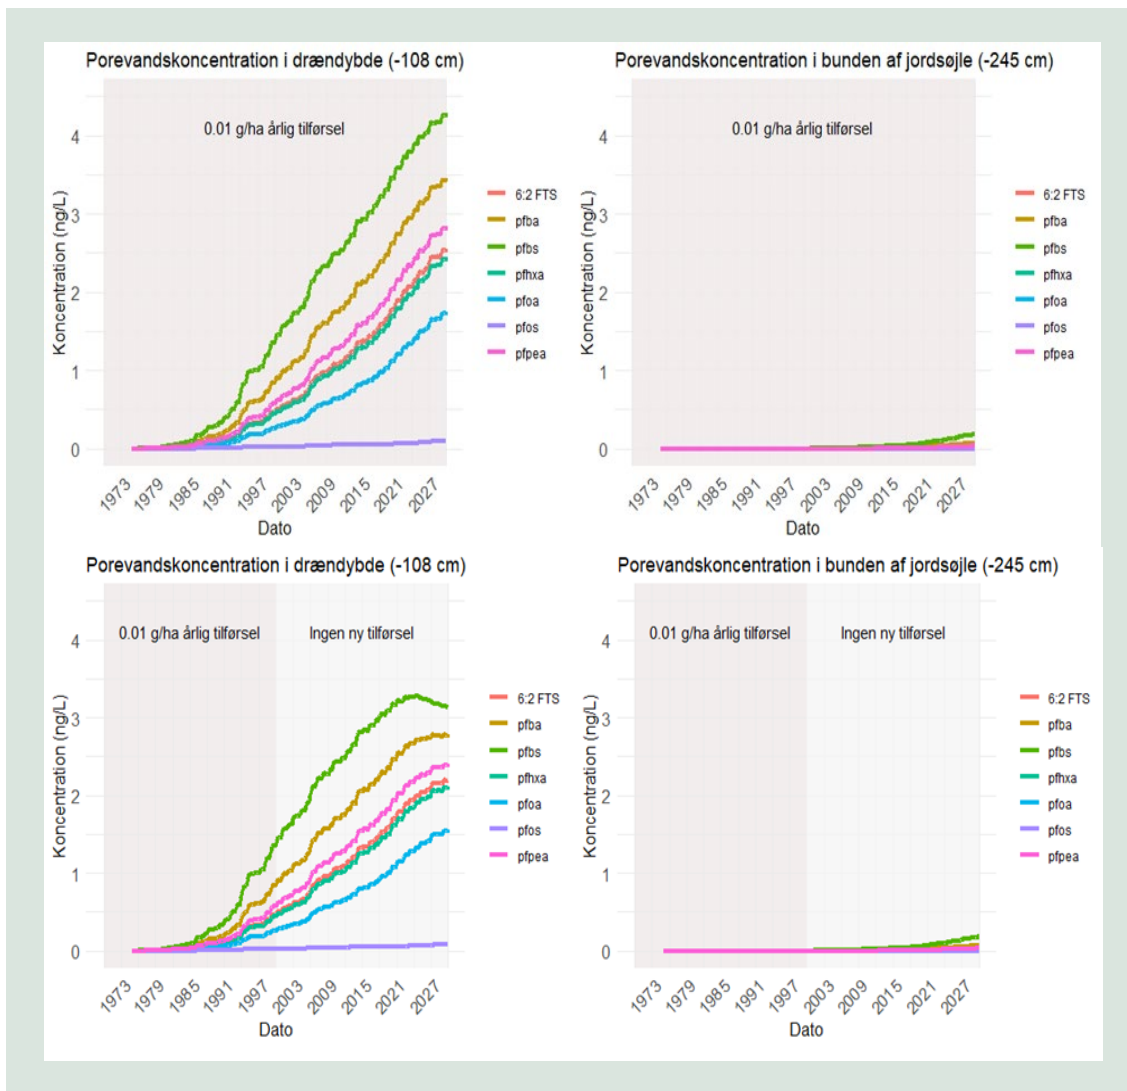 Porevandskoncentration i drændybde (-108 cm)
0.01 g/ha årlig tilførsel
Koncentration (ng/L)
4
3
2
1
0
1973
1979
1985
1991
1997
2003
2009
2015
2021
2027
Dato
6:2 FTS
pfba
pfbs
pfhxa
pfoa
pfos
pfpea
Porevandskoncentration i bunden af jordsøjle (-245 cm)
0.01 g/ha årlig tilførsel
Koncentration (ng/L)
4
3
2
1
0
1973
1979
1985
1991
1997
2003
2009
2015
2021
2027
Dato
6:2 FTS
pfba
pfbs
pfhxa
pfoa
pfos
pfpea
Porevandskoncentration i drændybde (-108 cm)
0.01 g/ha årlig tilførsel
Ingen ny tilførsel
Koncentration (ng/L)
4
3
2
1
0
1973
1979
1985
1991
1997
2003
2009
2015
2021
2027
Dato
6:2 FTS
pfba
pfbs
pfhxa
pfoa
pfos
pfpea
Porevandskoncentration i bunden af jordsøjle (-245 cm)
0.01 g/ha årlig tilførsel
Ingen ny tilførsel
Koncentration (ng/L)
4
3
2
1
0
1973
1979
1985
1991
1997
2003
2009
2015
2021
2027
Dato
6:2 FTS
pfba
pfbs
pfhxa
pfoa
pfos
pfpea